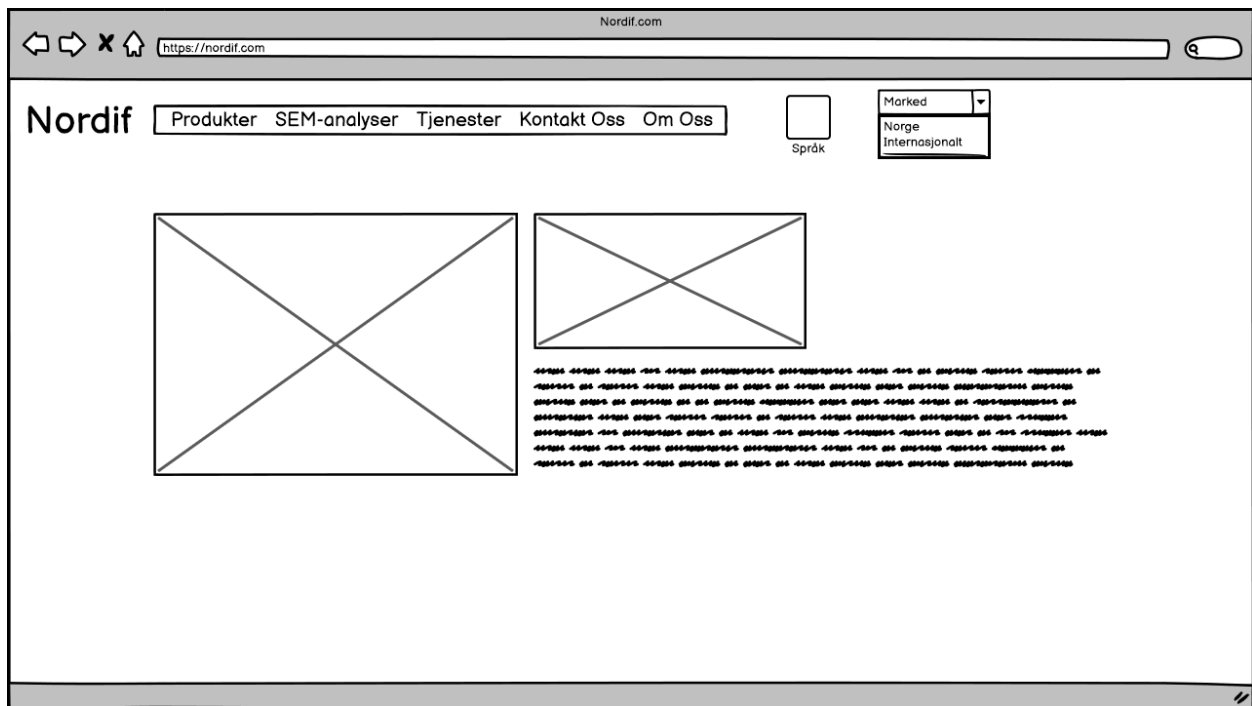 Nordif.com
https://nordif.com
Nordif
Produkter SEM-analyser Tjenester Kontakt Oss Om Oss
Språk
Marked
Norge
Internasjonalt